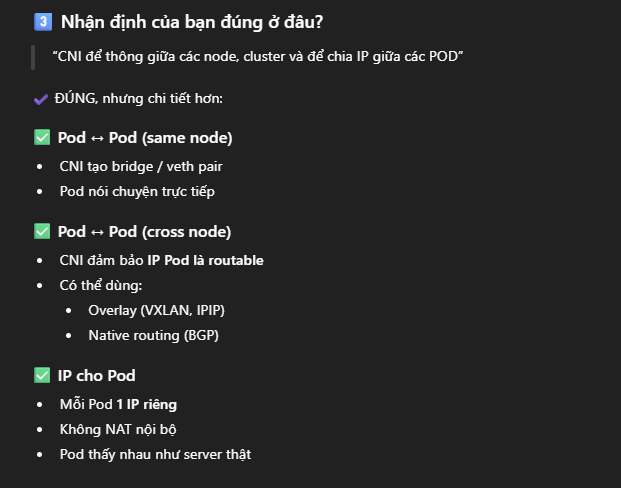 3 Nhận định của bạn đúng ở đâu?
“CNI để thông giữa các node, cluster và để chia IP giữa các POD”
✔ ĐÚNG, nhưng chi tiết hơn:
✅ Pod ↔ Pod (same node)
• CNI tạo bridge / veth pair
• Pod nói chuyện trực tiếp
✅ Pod ↔ Pod (cross node)
• CNI đảm bảo IP Pod là routable
• Có thể dùng:
• Overlay (VXLAN, IPIP)
• Native routing (BGP)
✅ IP cho Pod
• Mỗi Pod 1 IP riêng
• Không NAT nội bộ
• Pod thấy nhau như server thật